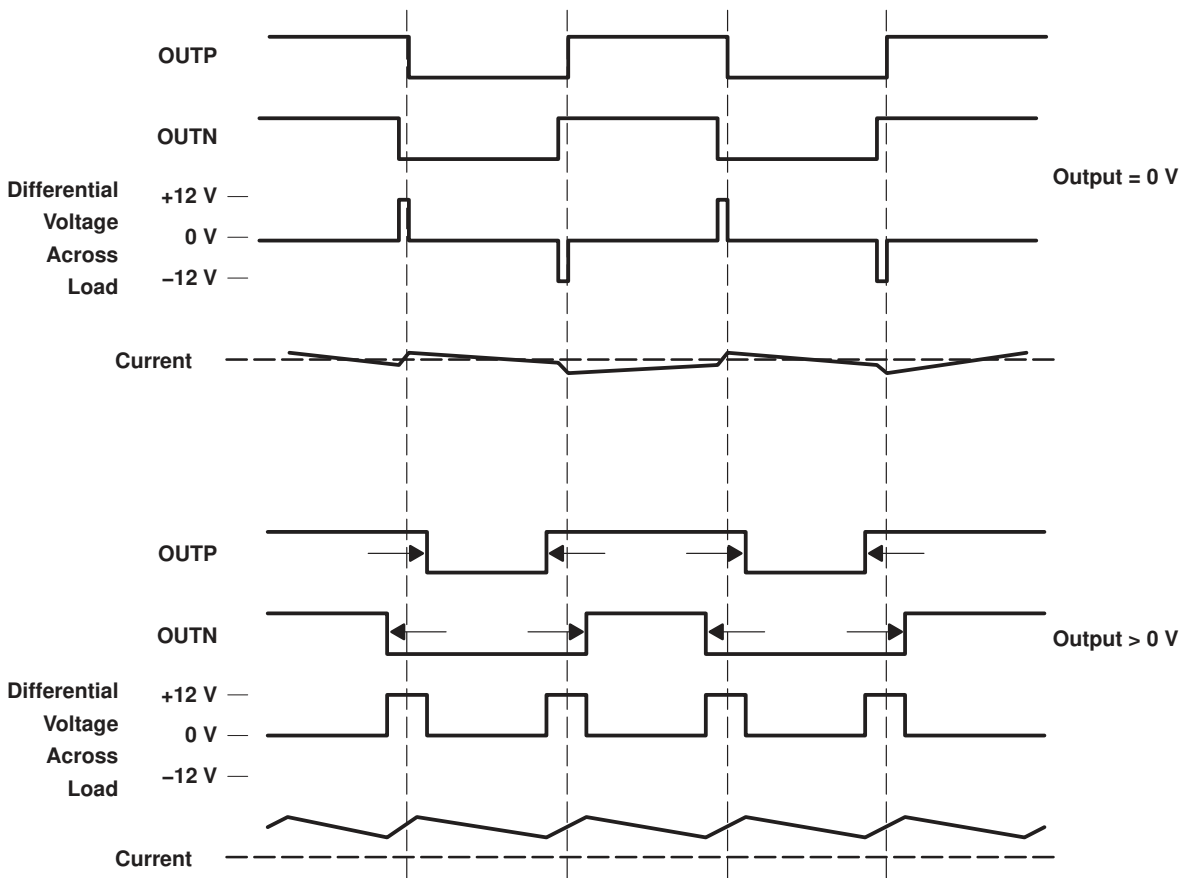 OUTP
OUTN
Output = 0 V
Differential
Voltage
Across
Load
+12 V
0 V
–12 V
Current
OUTP
OUTN
Output > 0 V
Differential
Voltage
Across
Load
+12 V
0 V
–12 V
Current